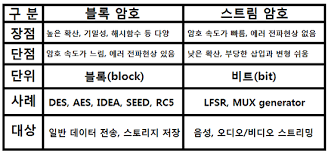 구 분 블록 암호 스트림 암호
장점 높은 확산, 기밀성, 해시함수 등 다양 암호 속도가 빠름, 에러 전파현상 없음
단점 암호 속도가 느림, 에러 전파현상 있음 낮은 확산, 부당한 삽입과 변형 쉬움
단위 블록(block) 비트(bit)
사례 DES, AES, IDEA, SEED, RC5 LFSR, MUX generator
대상 일반 데이터 전송, 스토리지 저장 음성, 오디오/비디오 스트리밍